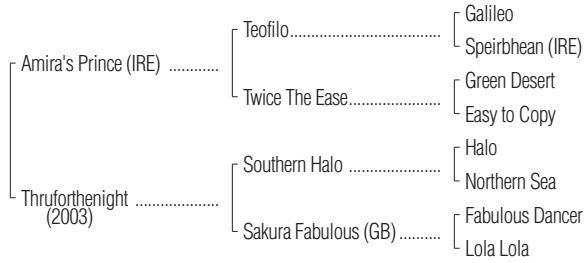 Galileo
Teofilo..................................
Speirbhean (IRE)
Amira's Prince (IRE) ...........
Green Desert
Twice The Ease.....................
Easy to Copy
Halo
Southern Halo .....................
Northern Sea
Thruforthenight ..................
(2003)
Fabulous Dancer
Sakura Fabulous (GB)..........
Lola Lola